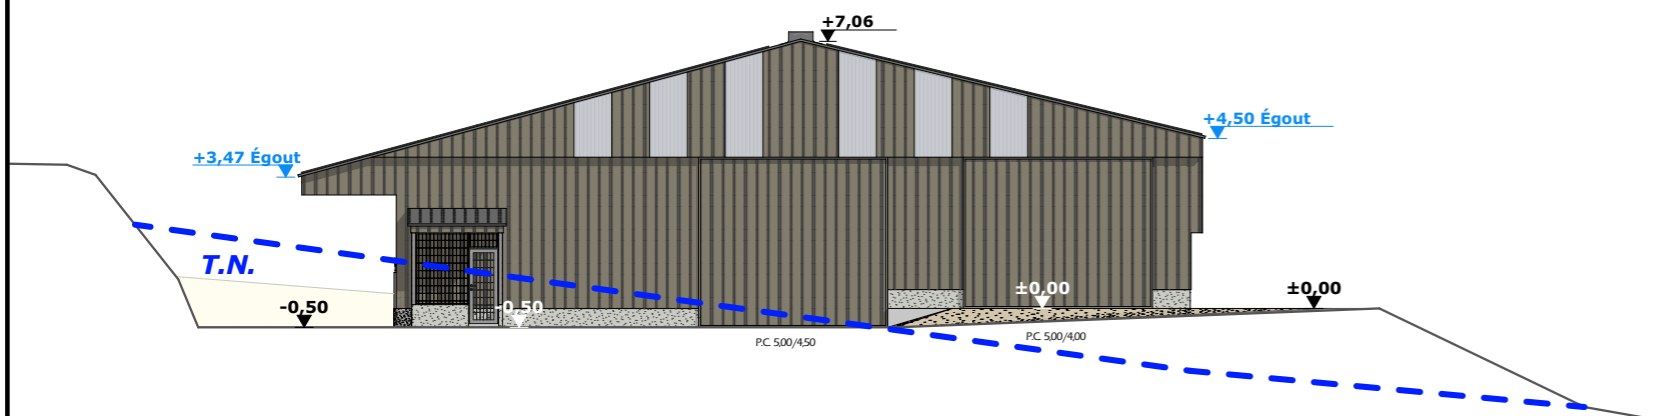 +7,06
+4,50 Égout
+3,47 Égout
T.N.
-0,50
-0,50
±0,00
±0,00
P.C. 5,00/4,50
P.C. 5,00/4,00